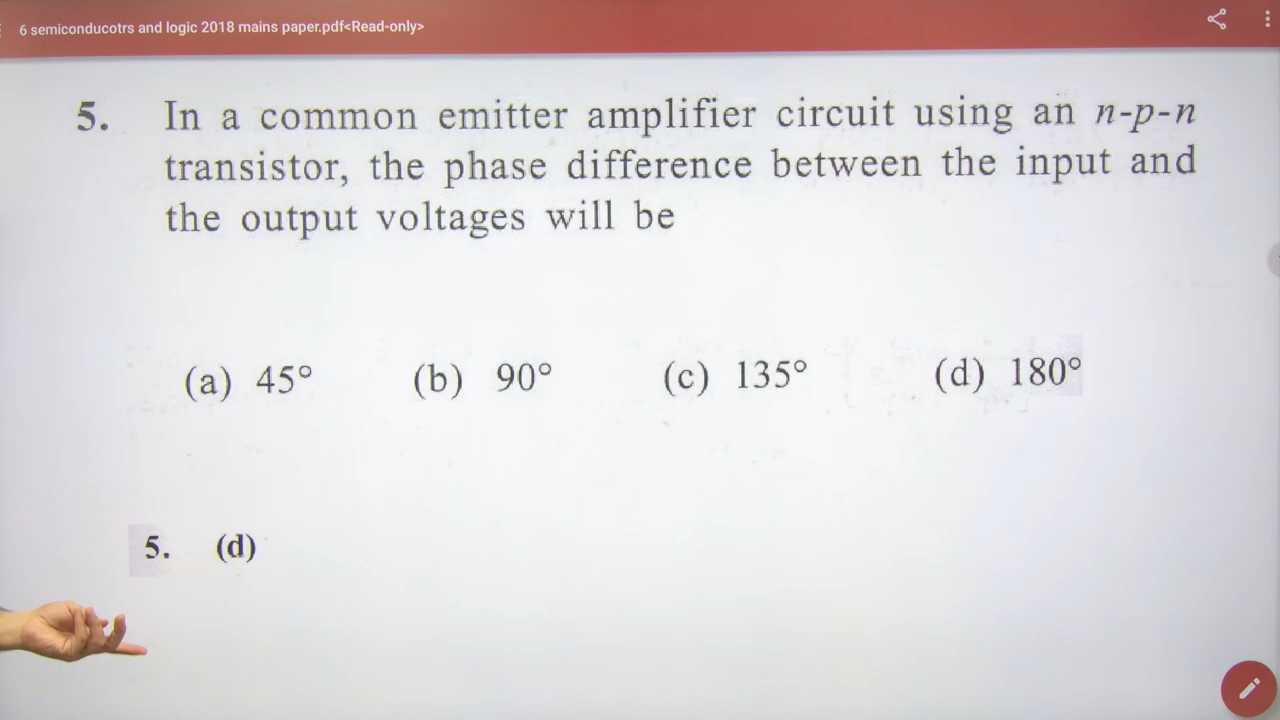 6 semiconducotrs and logic 2018 mains paper.pdf<Read-only>
5. In a common emitter amplifier circuit using an n-p-n
transistor, the phase difference between the input and
the output voltages will be
(a) 45° (b) 90° (c) 135° (d) 180°
5. (d)